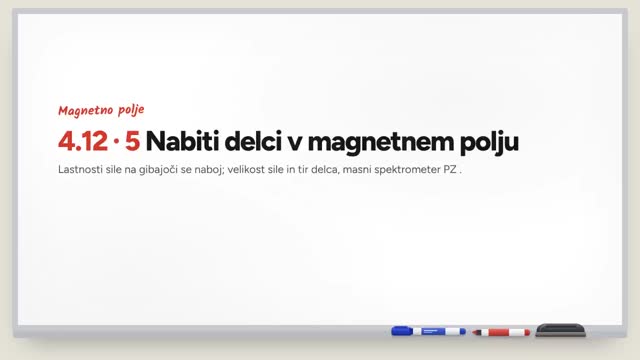 Magnetno polje
4.12 · 5 Nabiti delci v magnetnem polju
Lastnosti sile na gibajoči se naboj; velikost sile in tir delca, masni spektrometer PZ .